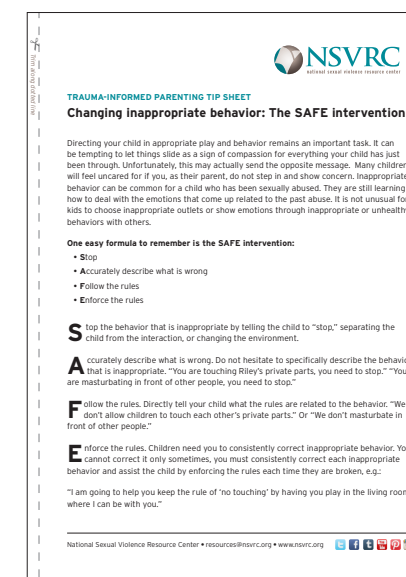 NSVRC
national sexual violence resource center
Trim along dotted line
TRAUMA-INFORMED PARENTING TIP SHEET
Changing inappropriate behavior: The SAFE intervention
Directing your child in appropriate play and behavior remains an important task. It can
be tempting to let things slide as a sign of compassion for everything your child has just
been through. Unfortunately, this may actually send the opposite message. Many children
will feel uncared for if you, as their parent, do not step in and show concern. Inappropriate
behavior can be common for a child who has been sexually abused. They are still learning
how to deal with the emotions that come up related to the past abuse. It is not unusual for
kids to choose inappropriate outlets or show emotions through inappropriate or unhealthy
behaviors with others.
One easy formula to remember is the SAFE intervention:
• Stop
• Accurately describe what is wrong
• Follow the rules
• Enforce the rules
Stop the behavior that is inappropriate by telling the child to “stop,” separating the
child from the interaction, or changing the environment.
Accurately describe what is wrong. Do not hesitate to specifically describe the behavio
that is inappropriate. “You are touching Riley’s private parts, you need to stop.” “You
are masturbating in front of other people, you need to stop.”
Follow the rules. Directly tell your child what the rules are related to the behavior. “We
don’t allow children to touch each other’s private parts.” Or “We don’t masturbate in
front of other people.”
Enforce the rules. Children need you to consistently correct inappropriate behavior. You
cannot correct it only sometimes, you must consistently correct each inappropriate
behavior and assist the child by enforcing the rules each time they are broken, e.g.:
“I am going to help you keep the rule of ‘no touching’ by having you play in the living room
where I can be with you.”
National Sexual Violence Resource Center • resources@nsvrc.org • www.nsvrc.org